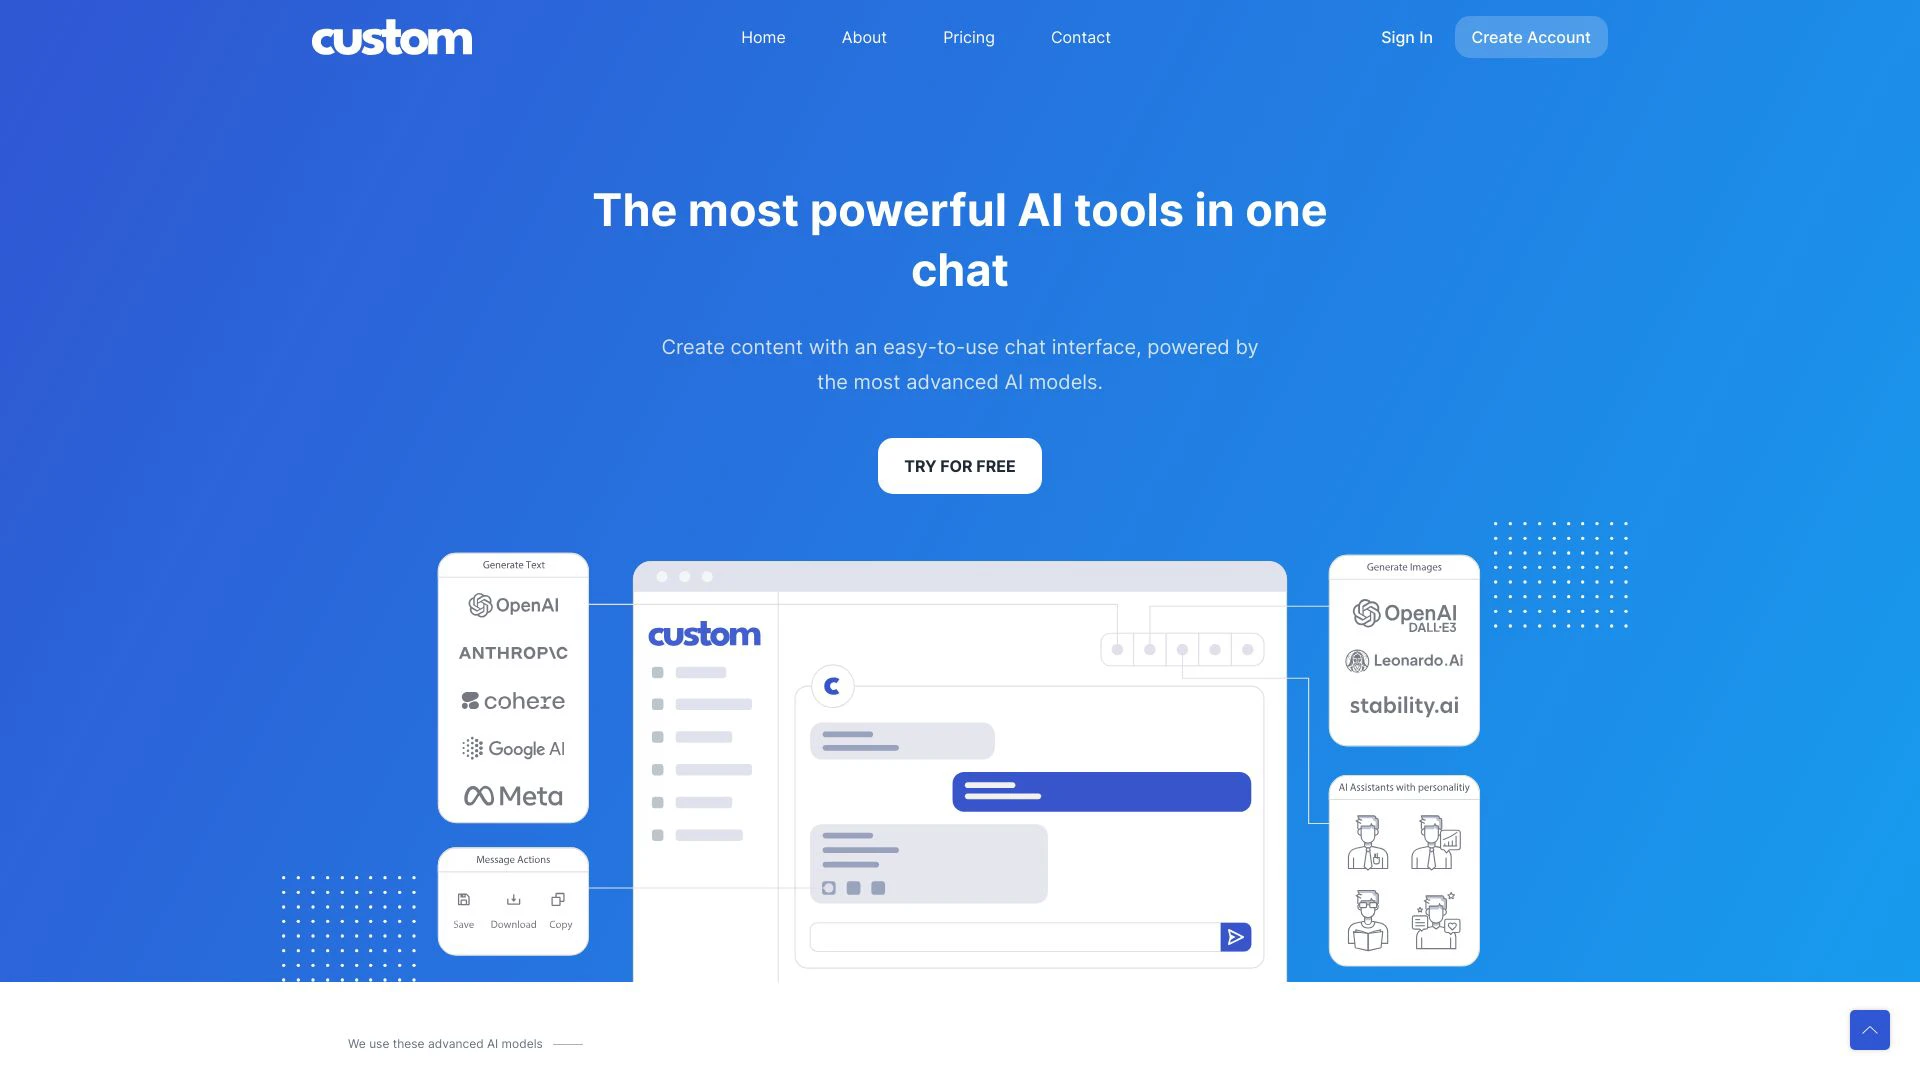 custom
Home
About
Pricing
Contact
Sign In
Create Account
The most powerful AI tools in one
chat
Create content with an easy-to-use chat interface, powered by
the most advanced AI models.
TRY FOR FREE
Generate Text
OpenAI
ANTHROP\C
cohere
Google AI
Meta
Message Actions
Save
Download
Copy
custom
c
Generate Images
OpenAI
DALL·E3
Leonardo.Ai
stability.ai
AI Assistants with personalitiy
We use these advanced AI models